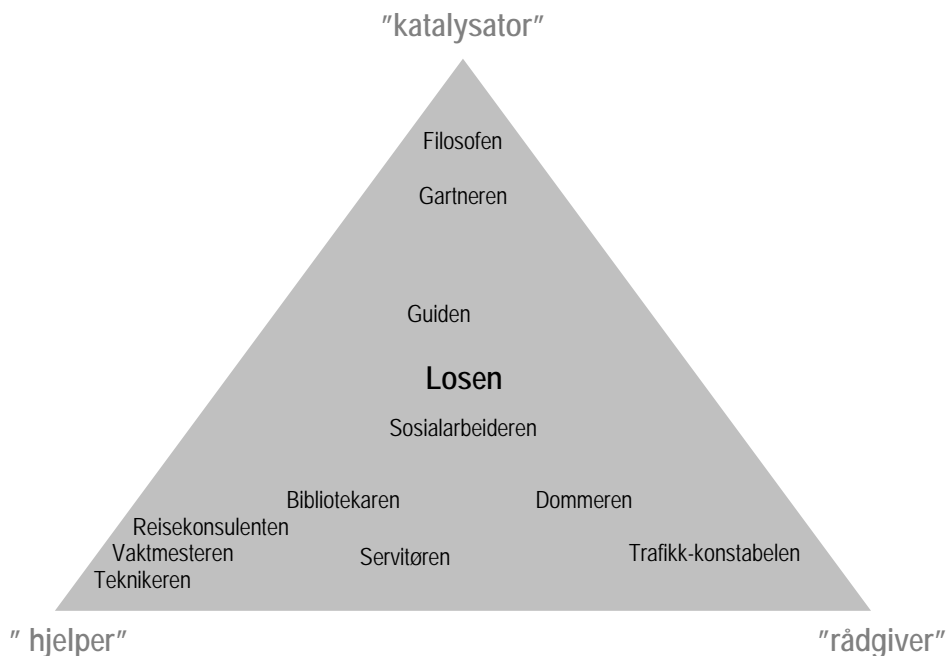 "katalysator"
Filosofen
Gartneren
Guiden
Losen
Sosialarbeideren
Bibliotekaren
Dommeren
Reisekonsulenten
Vaktmesteren
Servitøren
Trafikk-konstabelen
Teknikeren
" hjelper"
"rådgiver"